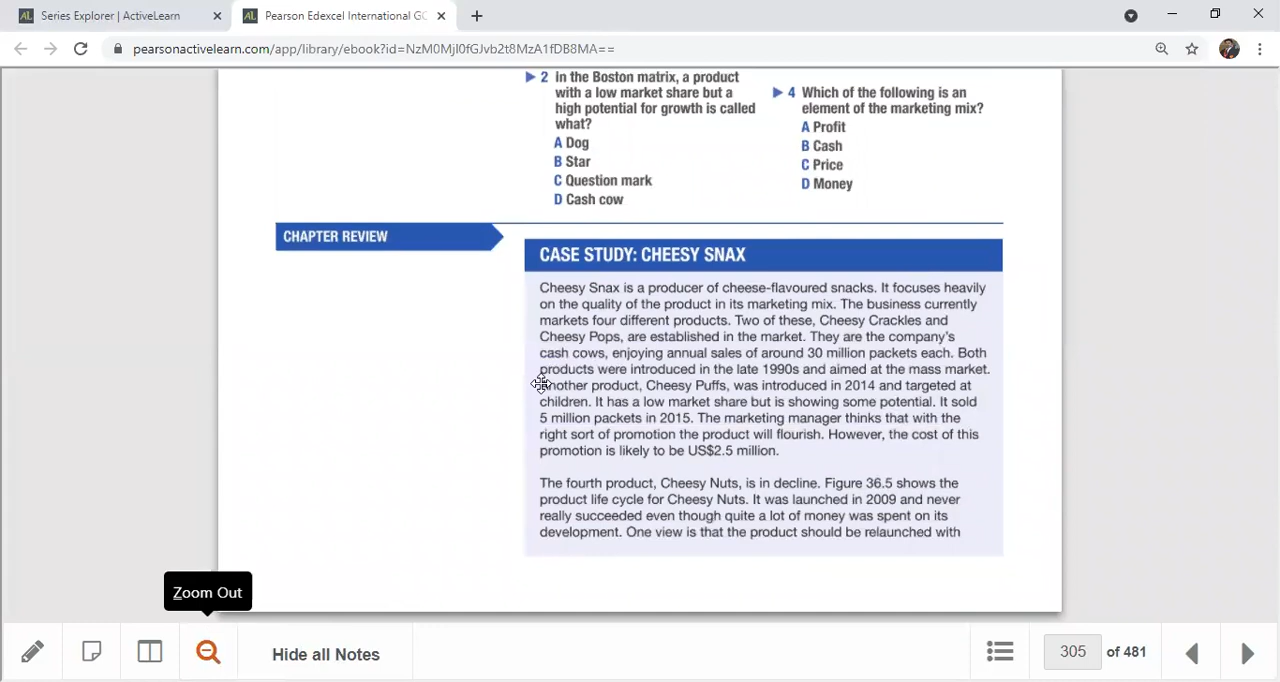 Series Explorer | ActiveLearn
Pearson Edexcel International GC
pearsonactivelearn.com/app/library/ebook?id=NzM0MjI0fGJvb2t8MzA1fDB8MA==
2 in the Boston matrix, a product
with a low market share but a
high potential for growth is called
what?
A Dog
B Star
C Question mark
D Cash cow
4 Which of the following is an
element of the marketing mix?
A Profit
B Cash
C Price
D Money
CHAPTER REVIEW
CASE STUDY: CHEESY SNAX
Cheesy Snax is a producer of cheese-flavoured snacks. It focuses heavily
on the quality of the product in its marketing mix. The business currently
markets four different products. Two of these, Cheesy Crackles and
Cheesy Pops, are established in the market. They are the company's
cash cows, enjoying annual sales of around 30 million packets each. Both
products were introduced in the late 1990s and aimed at the mass market.
Another product, Cheesy Puffs, was introduced in 2014 and targeted at
children. It has a low market share but is showing some potential. It sold
5 million packets in 2015. The marketing manager thinks that with the
right sort of promotion the product will flourish. However, the cost of this
promotion is likely to be US$2.5 million.
The fourth product, Cheesy Nuts, is in decline. Figure 36.5 shows the
product life cycle for Cheesy Nuts. It was launched in 2009 and never
really succeeded even though quite a lot of money was spent on its
development. One view is that the product should be relaunched with
Zoom Out
Hide all Notes
305 of 481